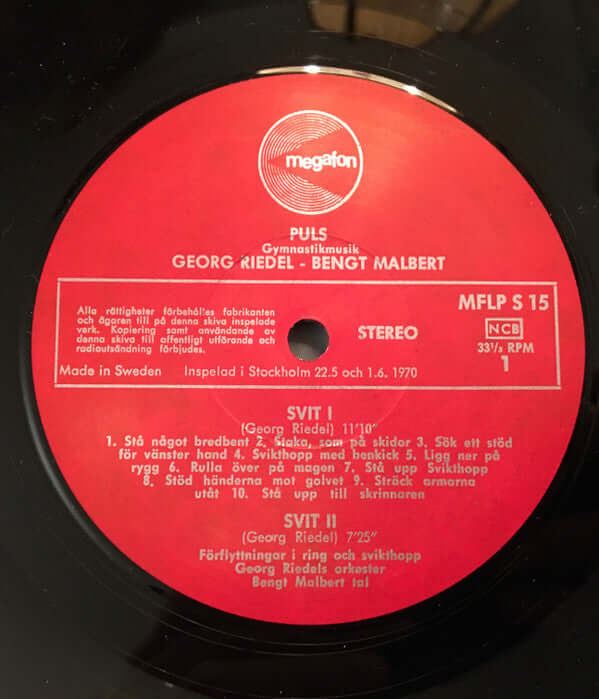 megafon
PULS
Gymnastikmusik
GEORG RIEDEL - BENGT MALBERT
Alla rättigheter förbehålles fabrikanten
och ägaren till på denna skiva inspelade
verk. Kopiering samt användande av
denna skiva till offentligt utförande och
radioutsändning förbjudes.
STEREO
MFLP S 15
NCB
33⅓ RPM
1
Made in Sweden
Inspelad i Stockholm 22.5 och 1.6. 1970
SVIT I
(Georg Riedel) 11'10"
1. Stå något bredbent 2. Staka, som på skidor 3. Sök ett stöd
för vänster hand 4. Svikthopp med benkick 5. Ligg ner på
rygg 6. Rulla över på magen 7. Stå upp Svikthopp
8. Stöd händerna mot golvet 9. Sträck armarna
utåt 10. Stå upp till skrinnaren
SVIT II
(Georg Riedel) 7'25"
Förflyttningar i ring och svikthopp
Georg Riedels orkester
Bengt Malbert tal